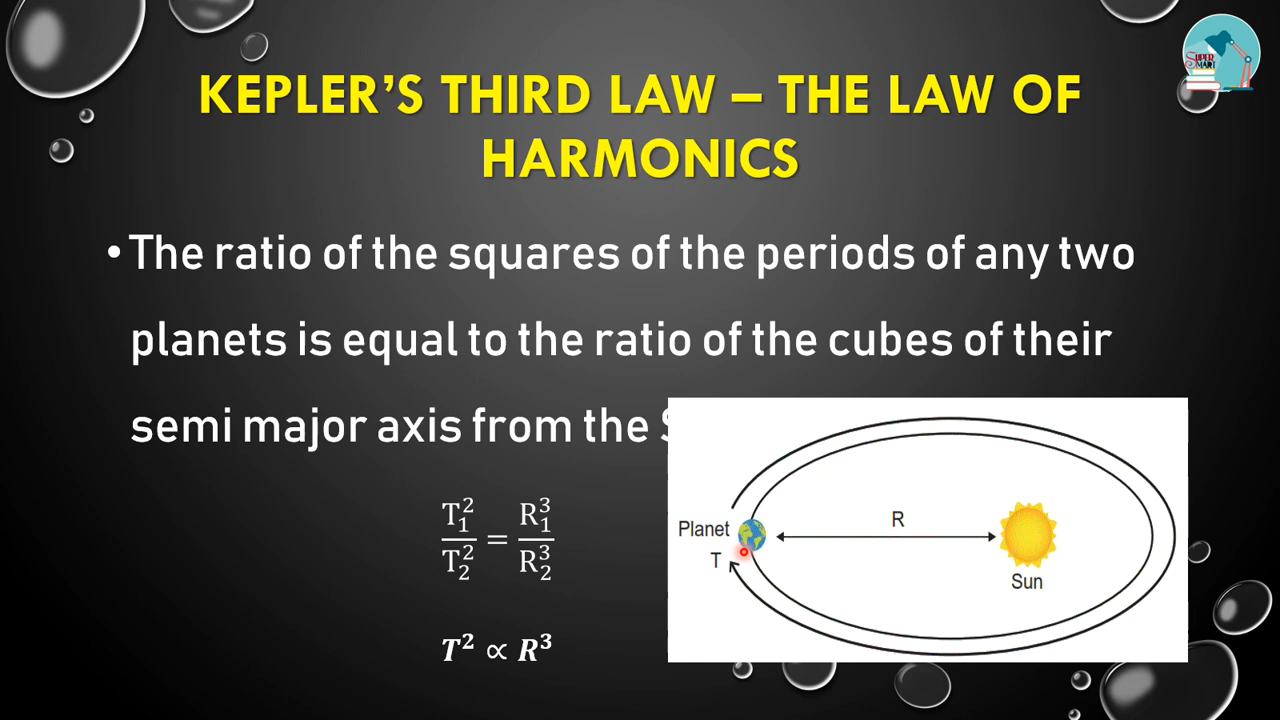 SUPER
SMART
KEPLER'S THIRD LAW – THE LAW OF
HARMONICS
• The ratio of the squares of the periods of any two
planets is equal to the ratio of the cubes of their
semi major axis from the
T₁²/T₂² = R₁³/R₂³
T² ∝ R³
R
Planet
T
Sun